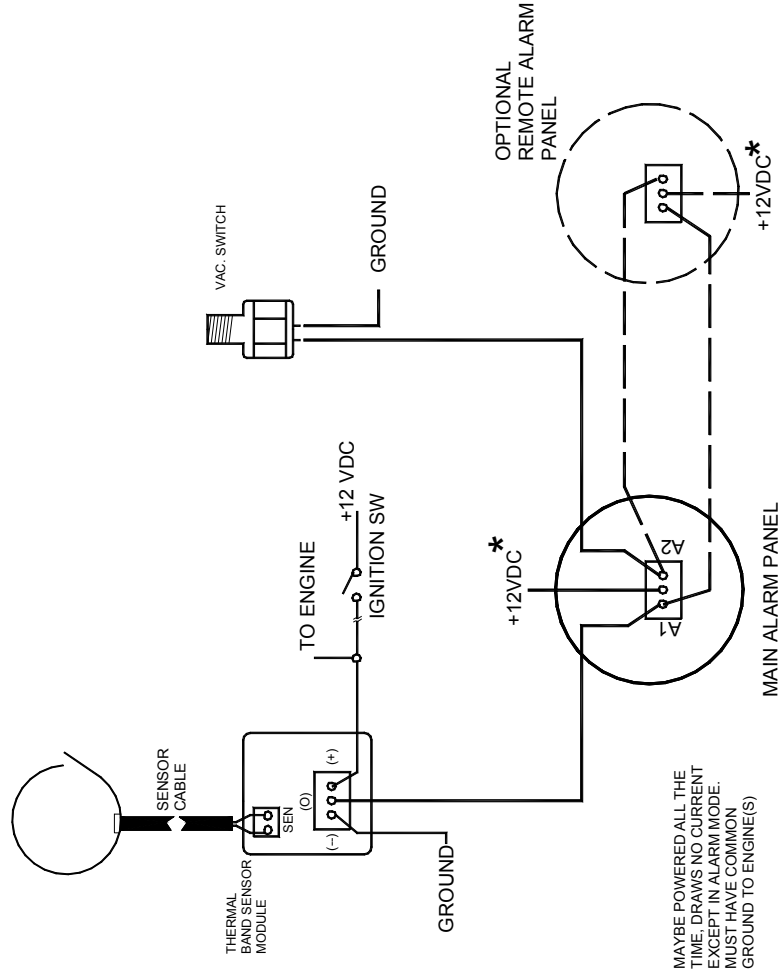 THERMAL
BAND SENSOR
MODULE
SENSOR
CABLE
SEN
(–)
(O)
(+)
GROUND
TO ENGINE
+12 VDC
IGNITION SW
VAC. SWITCH
GROUND
+12VDC*
A1
A2
MAIN ALARM PANEL
OPTIONAL
REMOTE ALARM
PANEL
+12VDC*
MAYBE POWERED ALL THE
TIME, DRAWS NO CURRENT
EXCEPT IN ALARM MODE.
MUST HAVE COMMON
GROUND TO ENGINE(S)